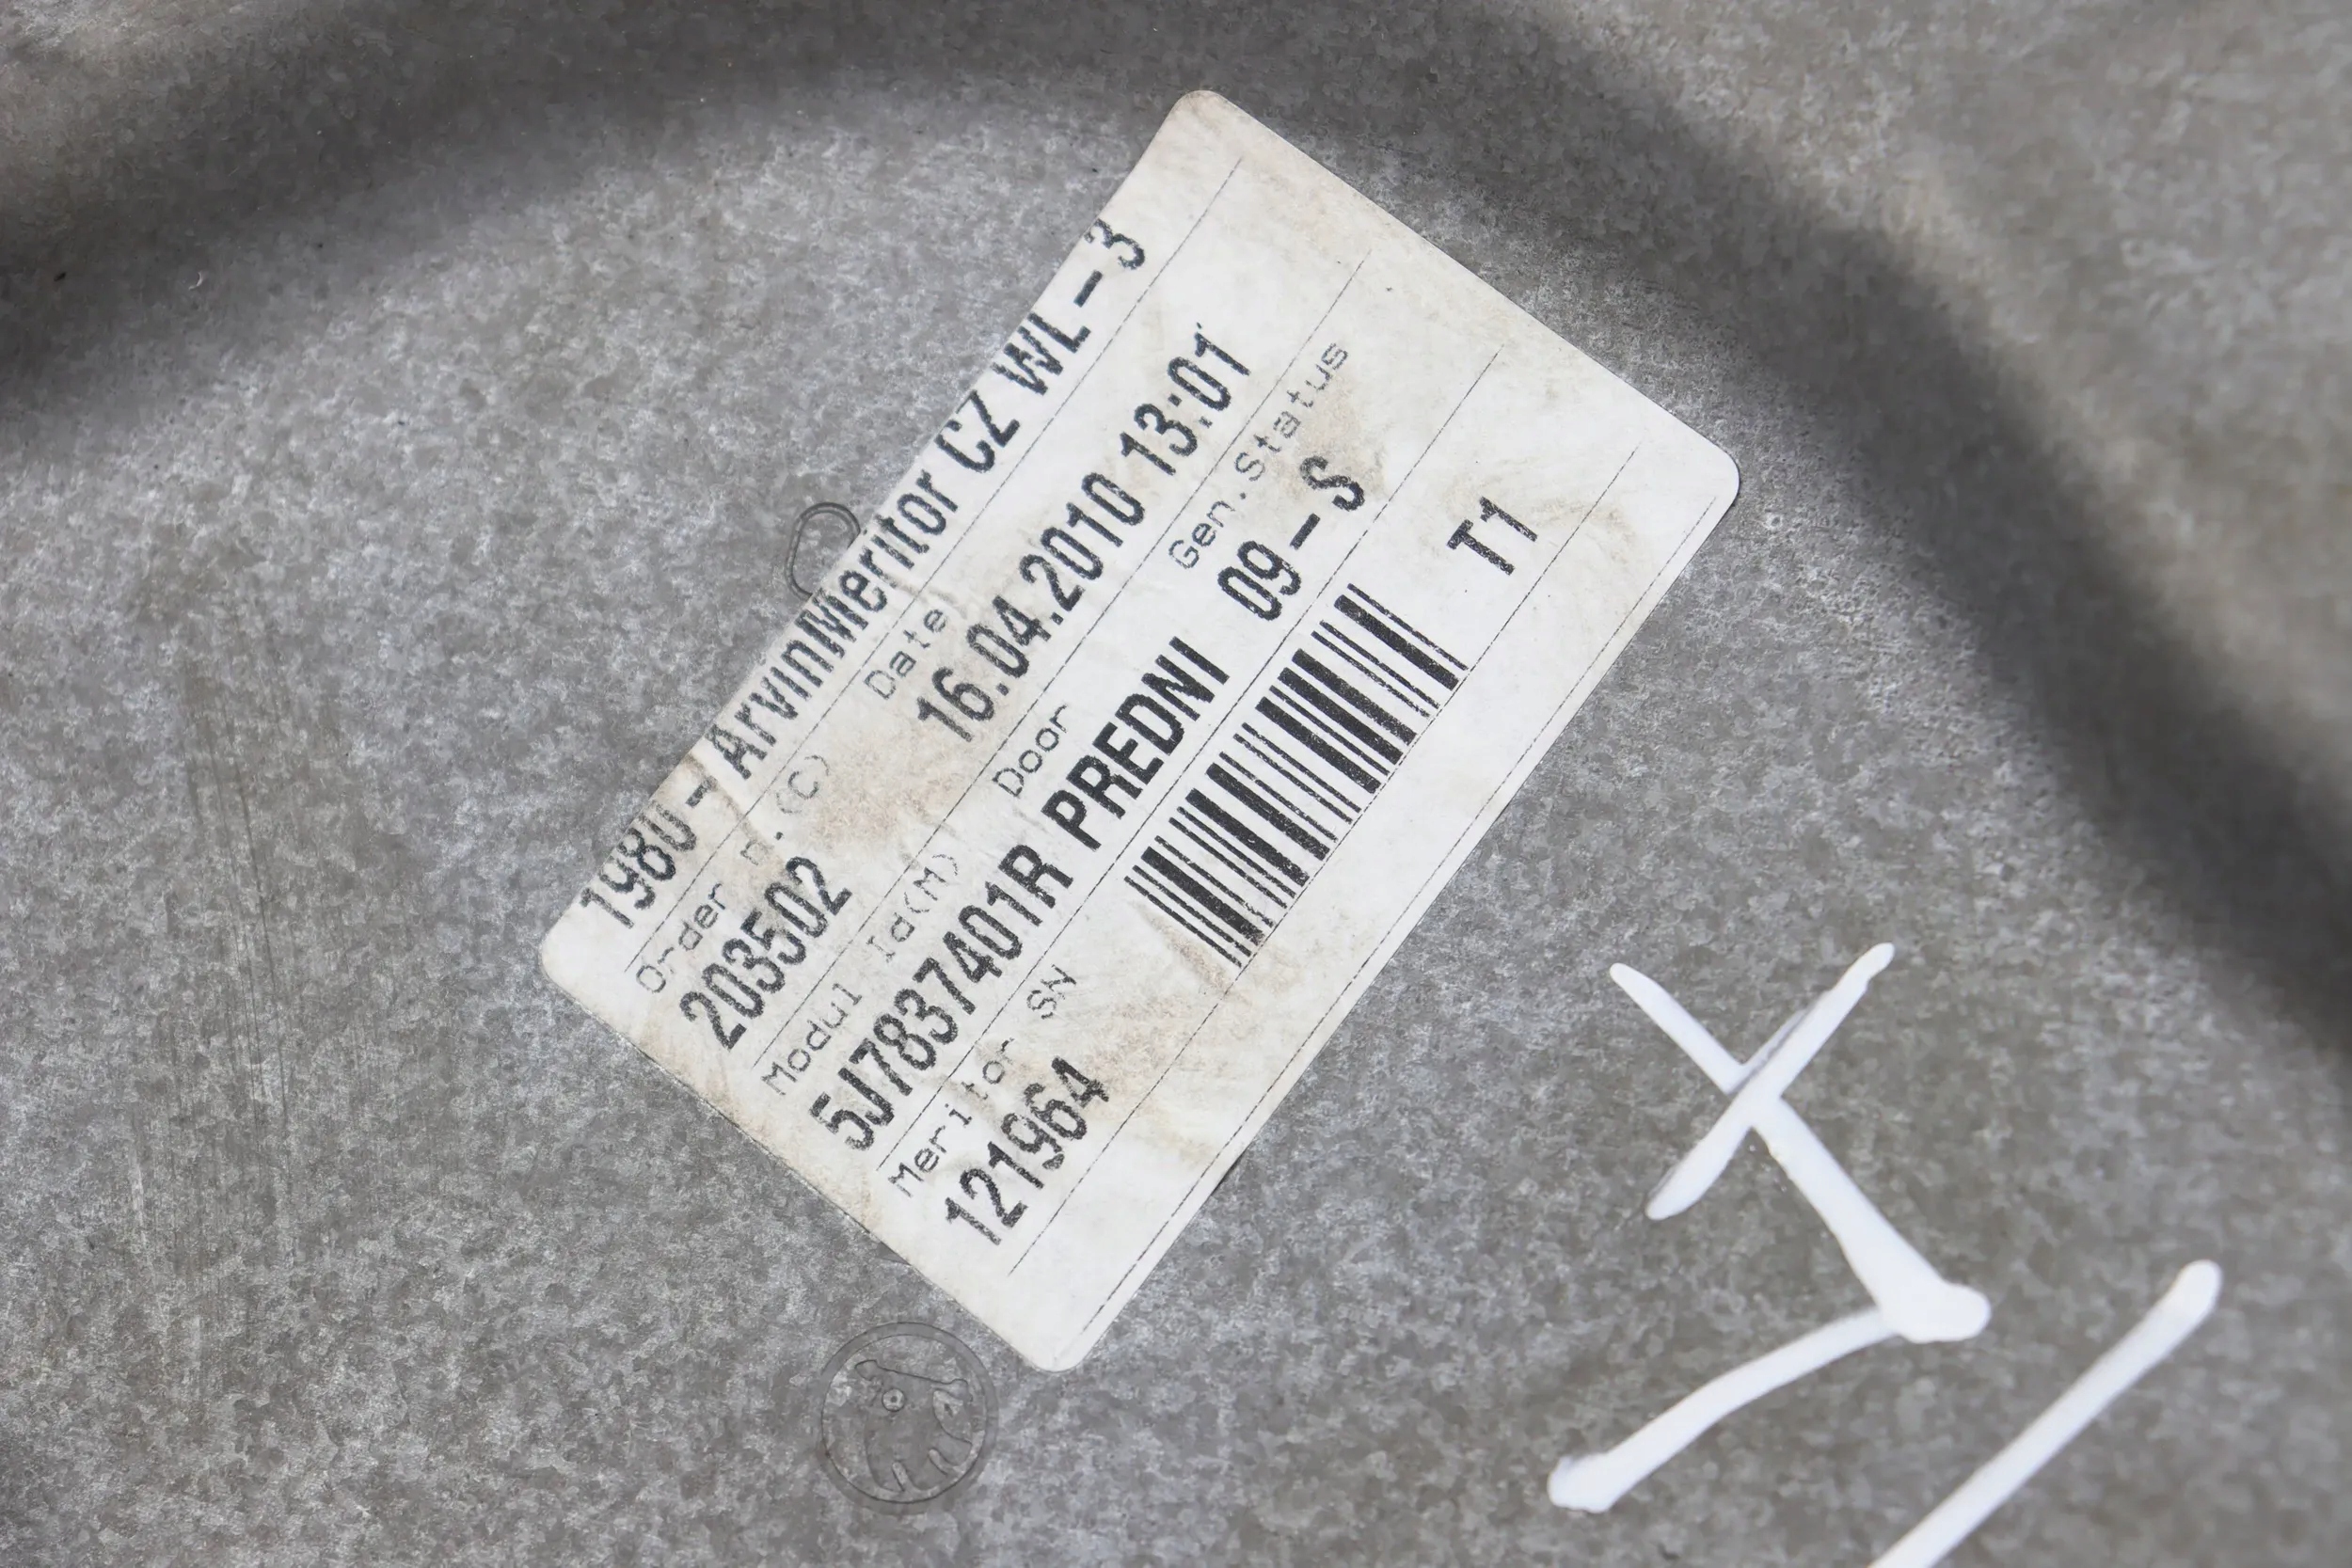 1980 - ArvinMeritor CZ WL-3
Order n.(C) Date
203502 16.04.2010 13:01
Modul Id(M) Door Gen.Status
5J7837401R PREDNI 09-S
Meritor SN
121964
T1